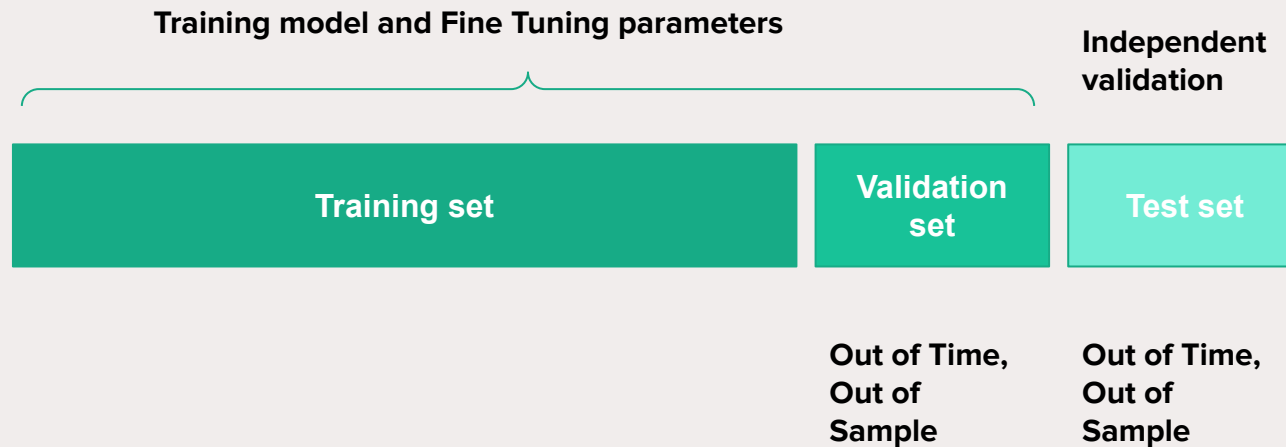 Training model and Fine Tuning parameters
Independent
validation
Training set
Validation
set
Test set
Out of Time,
Out of
Sample
Out of Time,
Out of
Sample